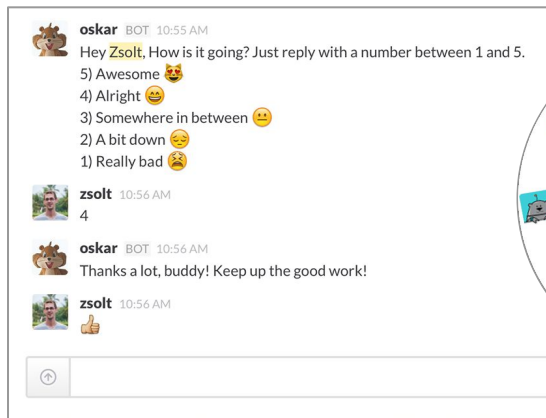 oskar BOT 10:55 AM
Hey Zsolt, How is it going? Just reply with a number between 1 and 5.
5) Awesome 😻
4) Alright 😄
3) Somewhere in between 😐
2) A bit down 😔
1) Really bad 😫
zsolt 10:56 AM
4
oskar BOT 10:56 AM
Thanks a lot, buddy! Keep up the good work!
zsolt 10:56 AM
👍🏼